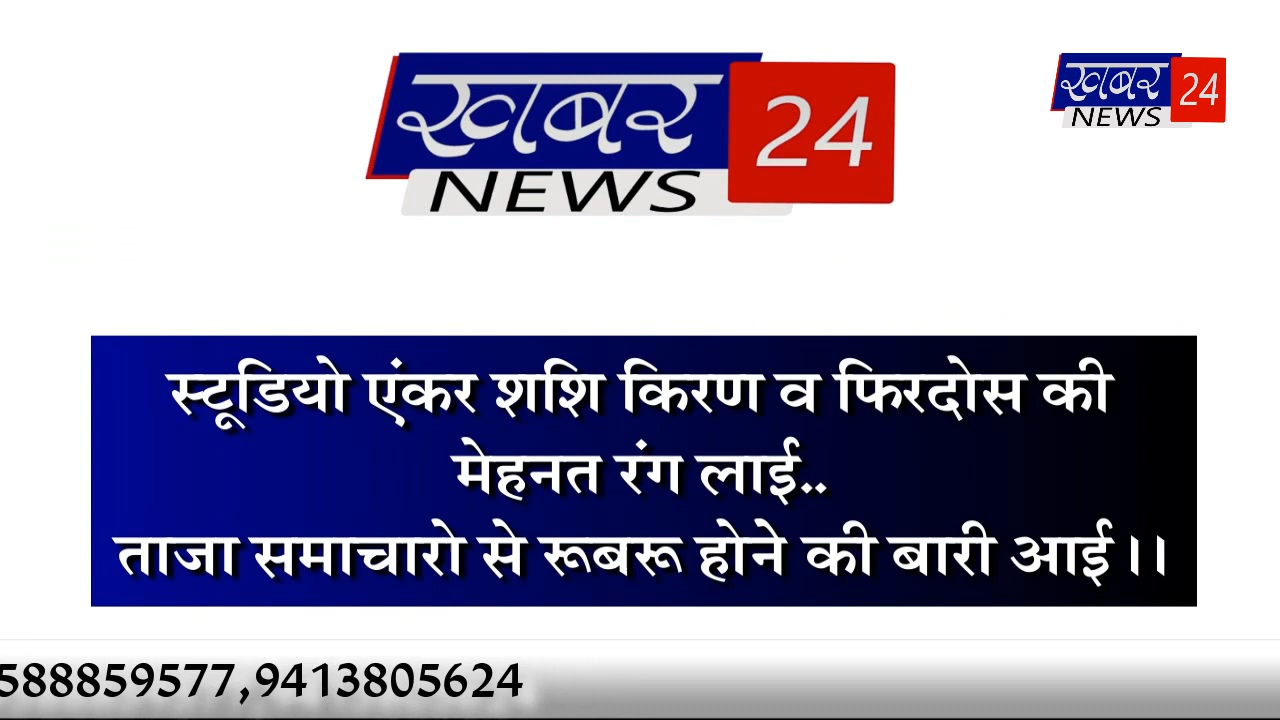 खबर 24
NEWS
खबर 24
NEWS
स्टूडियो एंकर शशि किरण व फिरदोस की
मेहनत रंग लाई..
ताजा समाचारो से रूबरू होने की बारी आई।।
588859577,9413805624